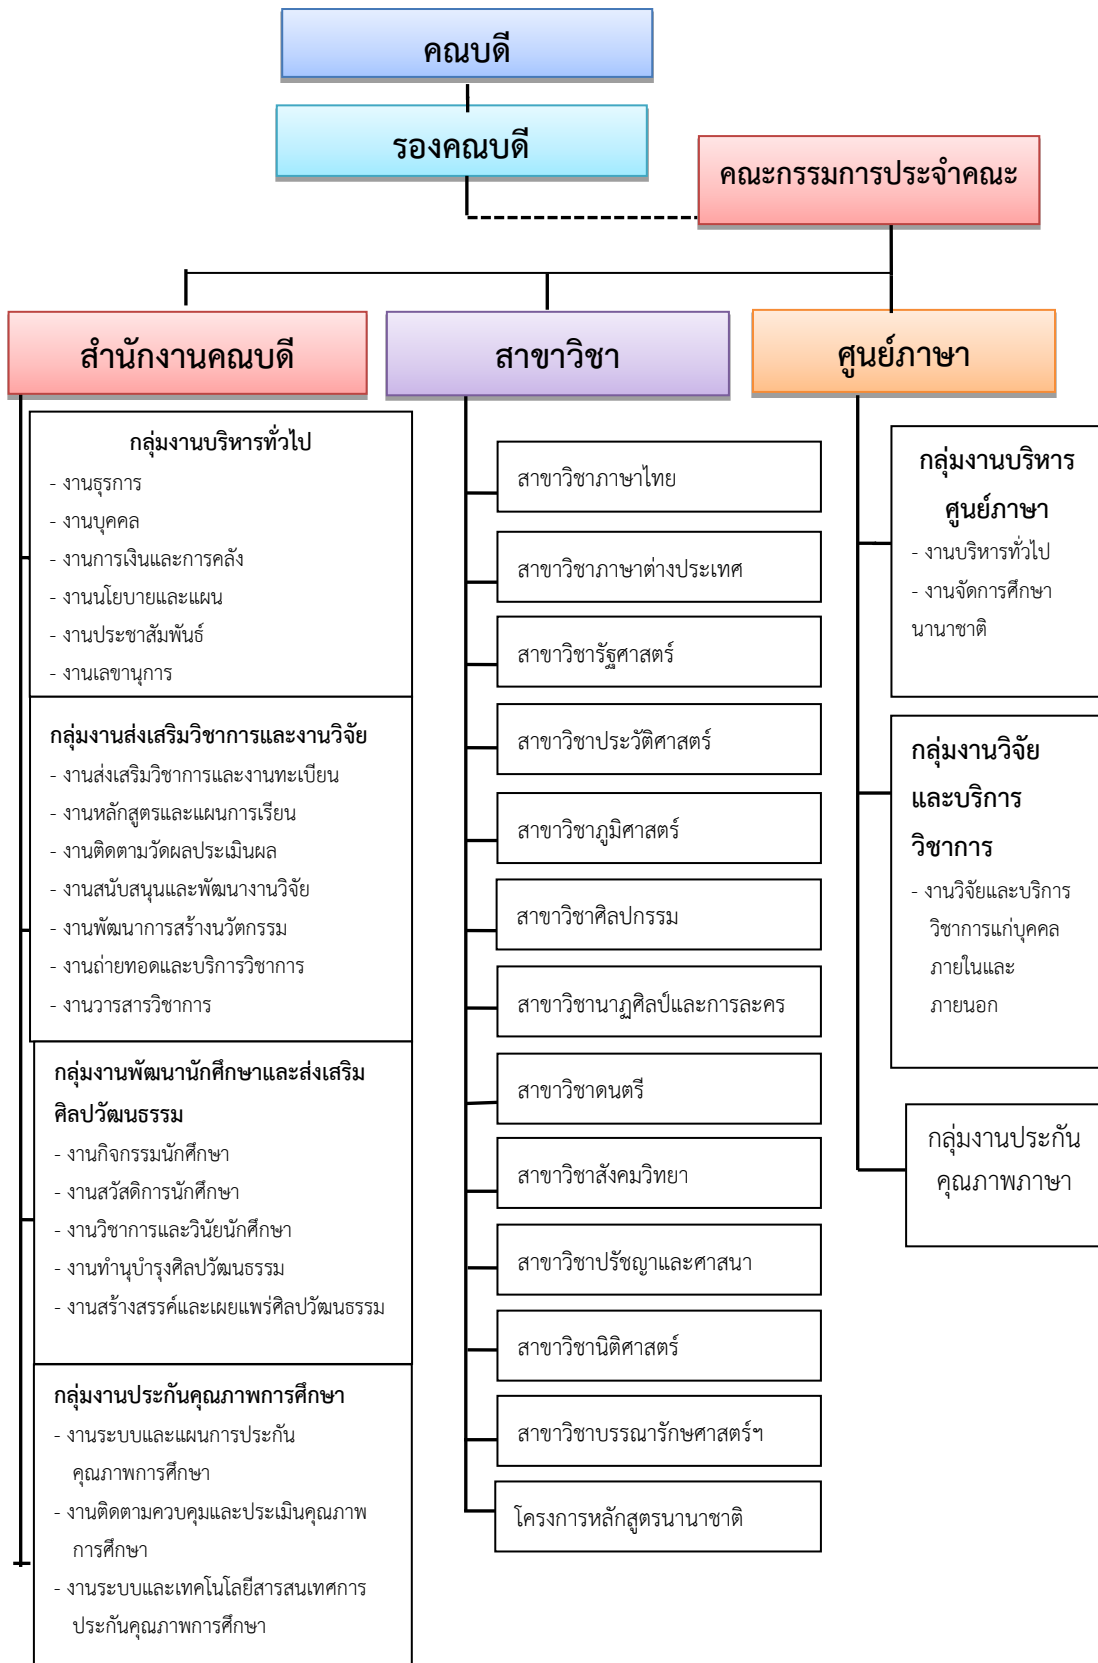 คณบดี
รองคณบดี
คณะกรรมการประจำคณะ
สำนักงานคณบดี
สาขาวิชา
ศูนย์ภาษา
กลุ่มงานบริหารทั่วไป
- งานธุรการ
- งานบุคคล
- งานการเงินและการคลัง
- งานนโยบายและแผน
- งานประชาสัมพันธ์
- งานเลขานุการ
กลุ่มงานส่งเสริมวิชาการและงานวิจัย
- งานส่งเสริมวิชาการและงานทะเบียน
- งานหลักสูตรและแผนการเรียน
- งานติดตามวัดผลประเมินผล
- งานสนับสนุนและพัฒนางานวิจัย
- งานพัฒนาการสร้างนวัตกรรม
- งานถ่ายทอดและบริการวิชาการ
- งานวารสารวิชาการ
กลุ่มงานพัฒนานักศึกษาและส่งเสริม
ศิลปวัฒนธรรม
- งานกิจกรรมนักศึกษา
- งานสวัสดิการนักศึกษา
- งานวิชาการและวินัยนักศึกษา
- งานทำนุบำรุงศิลปวัฒนธรรม
- งานสร้างสรรค์และเผยแพร่ศิลปวัฒนธรรม
กลุ่มงานประกันคุณภาพการศึกษา
- งานระบบและแผนการประกัน
คุณภาพการศึกษา
- งานติดตามควบคุมและประเมินคุณภาพ
การศึกษา
- งานระบบและเทคโนโลยีสารสนเทศการ
ประกันคุณภาพการศึกษา
สาขาวิชาภาษาไทย
สาขาวิชาภาษาต่างประเทศ
สาขาวิชารัฐศาสตร์
สาขาวิชาประวัติศาสตร์
สาขาวิชาภูมิศาสตร์
สาขาวิชาศิลปกรรม
สาขาวิชานาฏศิลป์และการละคร
สาขาวิชาดนตรี
สาขาวิชาสังคมวิทยา
สาขาวิชาปรัชญาและศาสนา
สาขาวิชานิติศาสตร์
สาขาวิชาบรรณารักษศาสตร์ฯ
โครงการหลักสูตรนานาชาติ
กลุ่มงานบริหาร
ศูนย์ภาษา
- งานบริหารทั่วไป
- งานจัดการศึกษา
นานาชาติ
กลุ่มงานวิจัย
และบริการ
วิชาการ
- งานวิจัยและบริการ
วิชาการแก่บุคคล
ภายในและ
ภายนอก
กลุ่มงานประกัน
คุณภาพภาษา